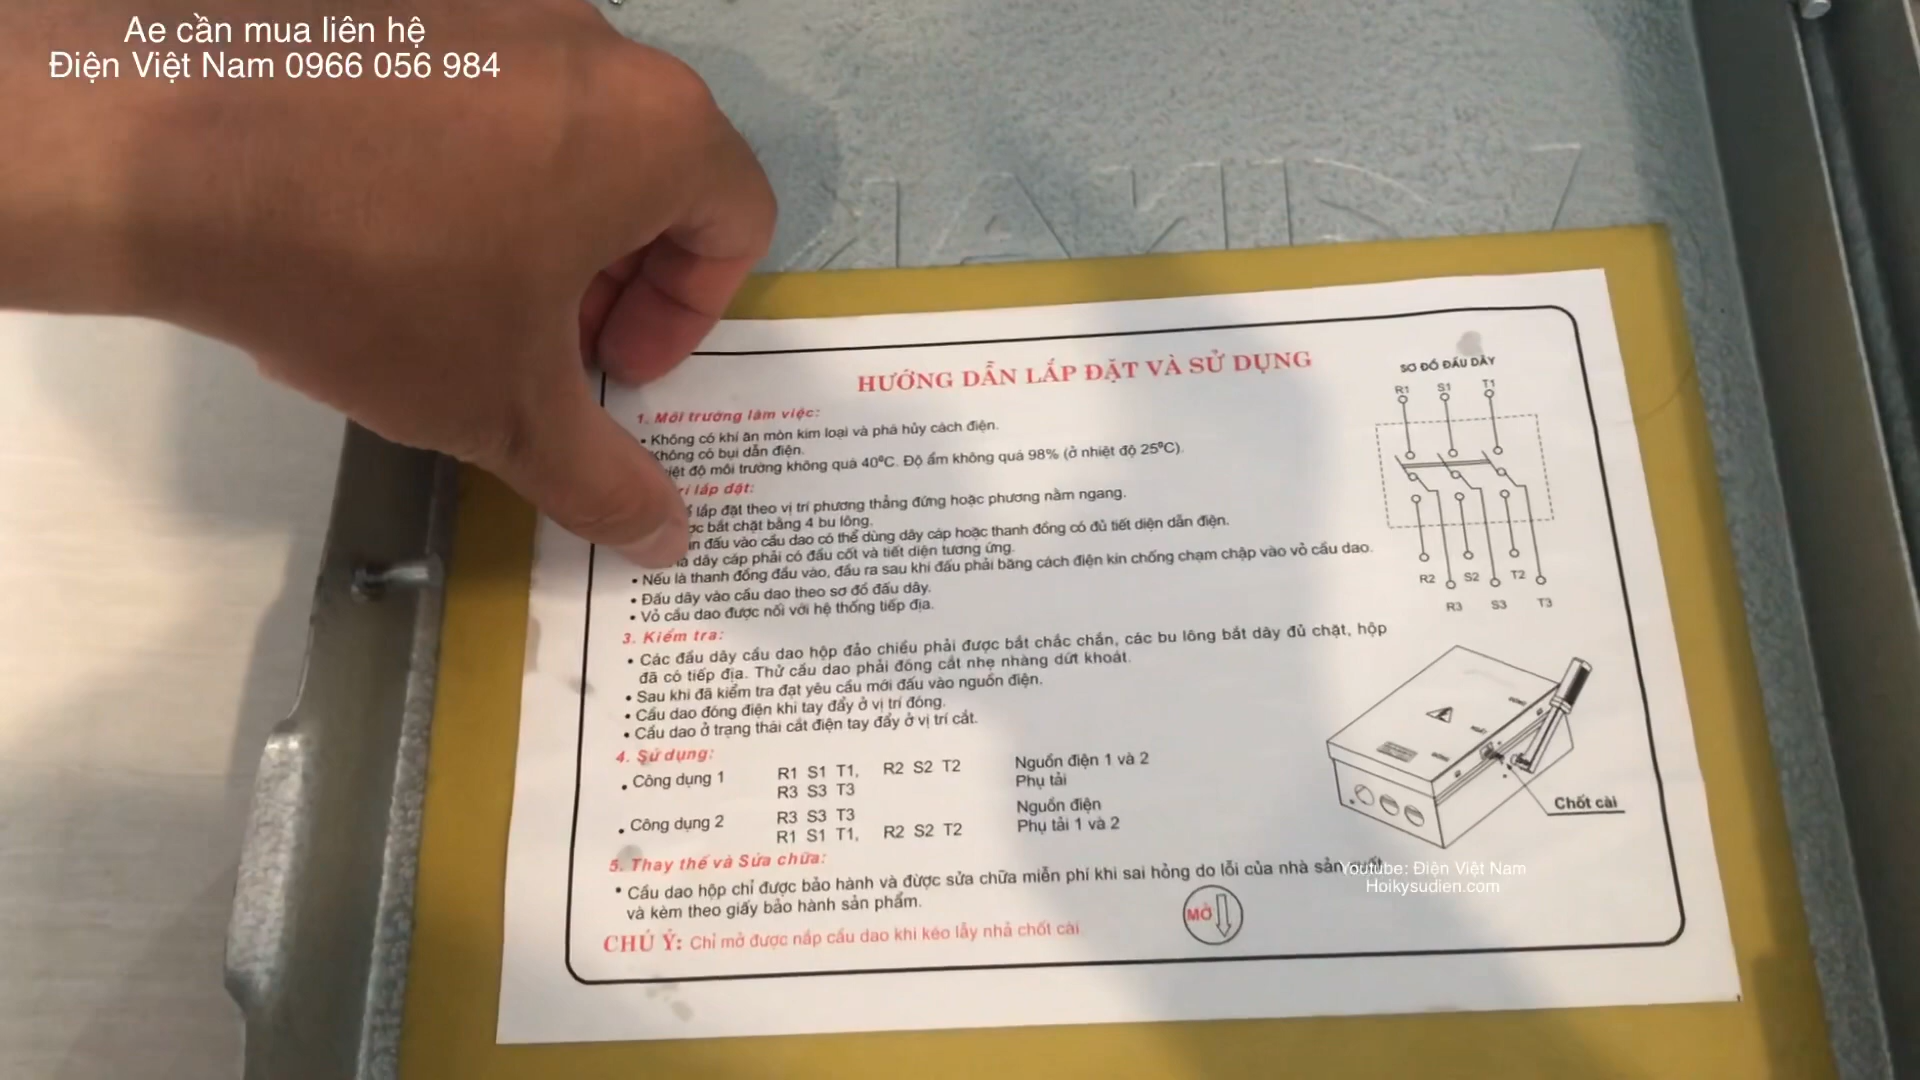 Ae cần mua liên hệ
Điện Việt Nam 0966 056 984
HƯỚNG DẪN LẮP ĐẶT VÀ SỬ DỤNG
1. Môi trường làm việc:
• Không có khí ăn mòn kim loại và phá hủy cách điện.
Không có bụi dẫn điện.
độ môi trường không quá 40⁰C. Độ ẩm không quá 98% (ở nhiệt độ 25⁰C).
lắp đặt:
lắp đặt theo vị trí phương thẳng đứng hoặc phương nằm ngang.
bắt chặt bằng 4 bu lông.
đấu vào cầu dao có thể dùng dây cáp hoặc thanh đồng có đủ tiết diện dẫn điện.
dây cáp phải có đầu cốt và tiết diện tương ứng.
• Nếu là thanh đồng đấu vào, đấu ra sau khi đấu phải băng cách điện kín chống chạm chập vào vỏ cầu dao.
• Đấu dây vào cầu dao theo sơ đồ đấu dây.
• Vỏ cầu dao được nối với hệ thống tiếp địa.
3. Kiểm tra:
• Các đầu dây cầu dao hộp đảo chiều phải được bắt chắc chắn, các bu lông bắt dây đủ chặt, hộp
đã có tiếp địa. Thử cầu dao phải đóng cắt nhẹ nhàng dứt khoát.
• Sau khi đã kiểm tra đạt yêu cầu mới đấu vào nguồn điện.
• Cầu dao đóng điện khi tay đẩy ở vị trí đóng.
• Cầu dao ở trạng thái cắt điện tay đẩy ở vị trí cắt.
4. Sử dụng:
• Công dụng 1 R1 S1 T1, R2 S2 T2 Nguồn điện 1 và 2
R3 S3 T3 Phụ tải
• Công dụng 2 R3 S3 T3 Nguồn điện
R1 S1 T1, R2 S2 T2 Phụ tải 1 và 2
5. Thay thế và Sửa chữa:
• Cầu dao hộp chỉ được bảo hành và được sửa chữa miễn phí khi sai hỏng do lỗi của nhà sản
và kèm theo giấy bảo hành sản phẩm.
CHÚ Ý: Chỉ mở được nắp cầu dao khi kéo lẫy nhả chốt cài
MỞ
SƠ ĐỒ ĐẤU DÂY
R1 S1 T1
R2 S2 T2
R3 S3 T3
Chốt cài
Youtube: Điện Việt Nam
Hoikysudien.com